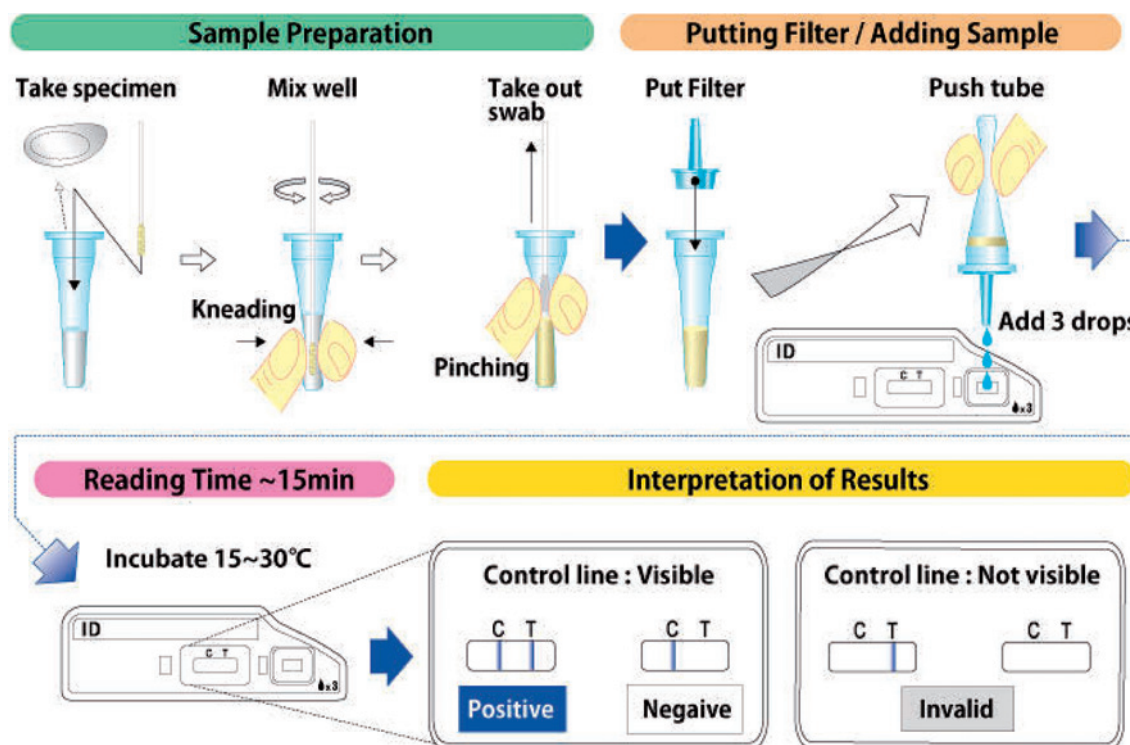 Sample Preparation
Putting Filter / Adding Sample
Take specimen
Mix well
Take out
swab
Put Filter
Push tube
Kneading
Pinching
Add 3 drops
ID
C T
x3
Reading Time ~15min
Interpretation of Results
Incubate 15~30℃
ID
C T
x3
Control line : Visible
Control line : Not visible
C T
C T
C T
C T
Positive
Negaive
Invalid